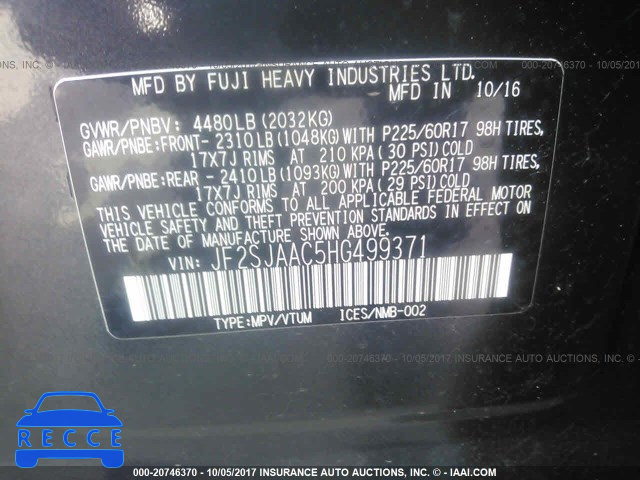 MFD BY FUJI HEAVY INDUSTRIES LTD.
MFD IN 10/16
GVWR/PNBV: 4480LB (2032KG)
GAWR/PNBE:FRONT- 2310LB (1048KG) WITH P225/60R17 98H TIRES,
17X7J RIMS AT 210 KPA ( 30 PSI) COLD
GAWR/PNBE:REAR - 2410LB (1093KG) WITH P225/60R17 98H TIRES,
17X7J RIMS AT 200 KPA (29 PSI) COLD
THIS VEHICLE CONFORMS TO ALL APPLICABLE FEDERAL MOTOR
VEHICLE SAFETY AND THEFT PREVENTION STANDARDS IN EFFECT ON
THE DATE OF MANUFACTURE SHOWN ABOVE.
VIN: JF2SJAAC5HG499371
TYPE:MPV/VTUM ICES/NMB-002
RECCE
000-20746370 - 10/05/2017 INSURANCE AUTO AUCTIONS, INC. © - IAAI.COM